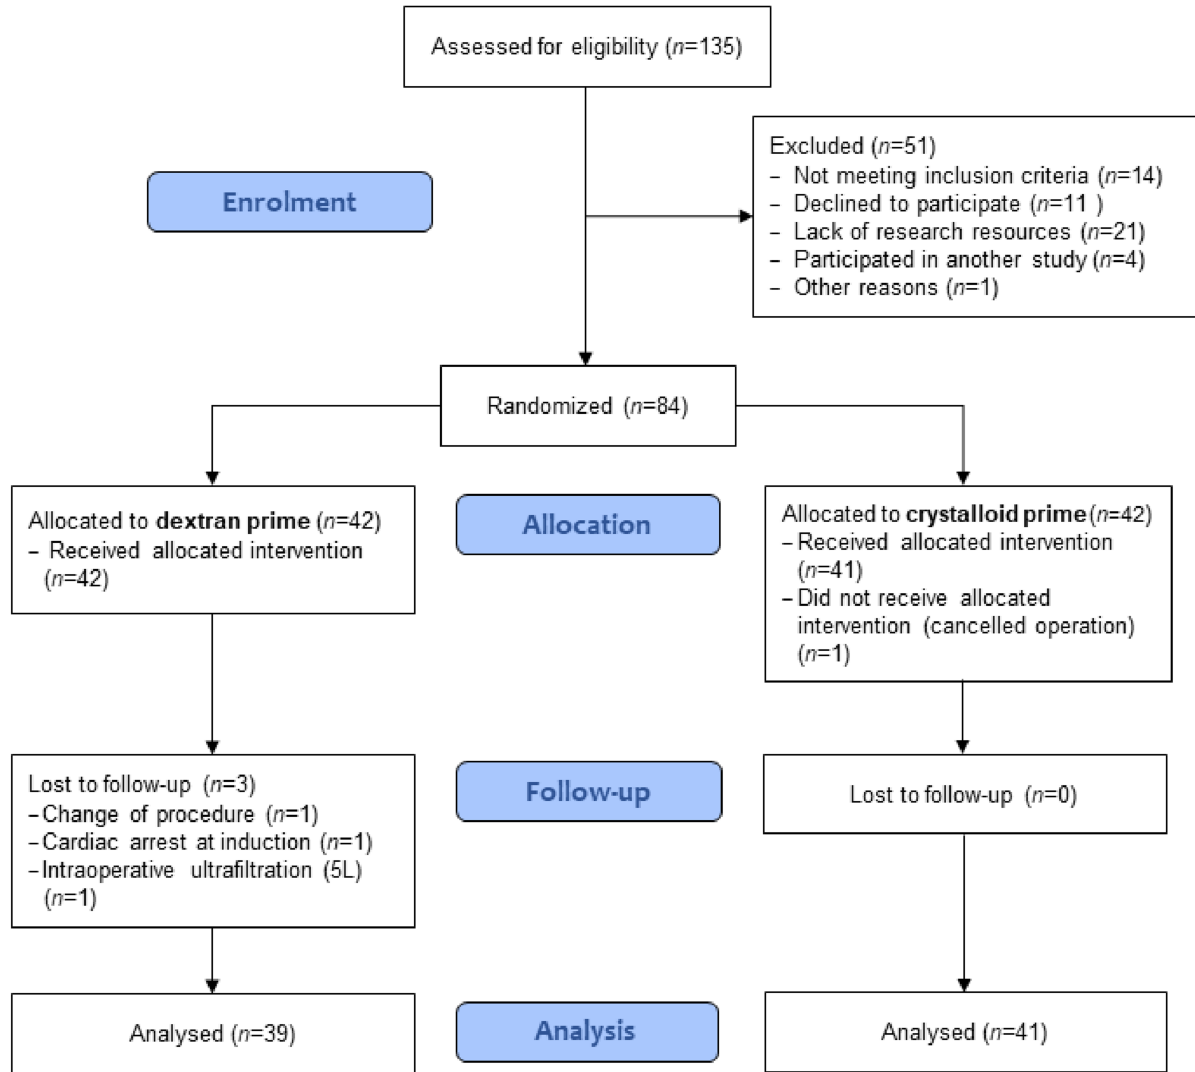 Assessed for eligibility (n=135)
Excluded (n=51)
– Not meeting inclusion criteria (n=14)
– Declined to participate (n=11 )
– Lack of research resources (n=21)
– Participated in another study (n=4)
– Other reasons (n=1)
Enrolment
Randomized (n=84)
Allocated to dextran prime (n=42)
– Received allocated intervention
(n=42)
Allocation
Allocated to crystalloid prime (n=42)
– Received allocated intervention
(n=41)
– Did not receive allocated
intervention (cancelled operation)
(n=1)
Lost to follow-up (n=3)
– Change of procedure (n=1)
– Cardiac arrest at induction (n=1)
– Intraoperative ultrafiltration (5L)
(n=1)
Follow-up
Lost to follow-up (n=0)
Analysed (n=39)
Analysis
Analysed (n=41)